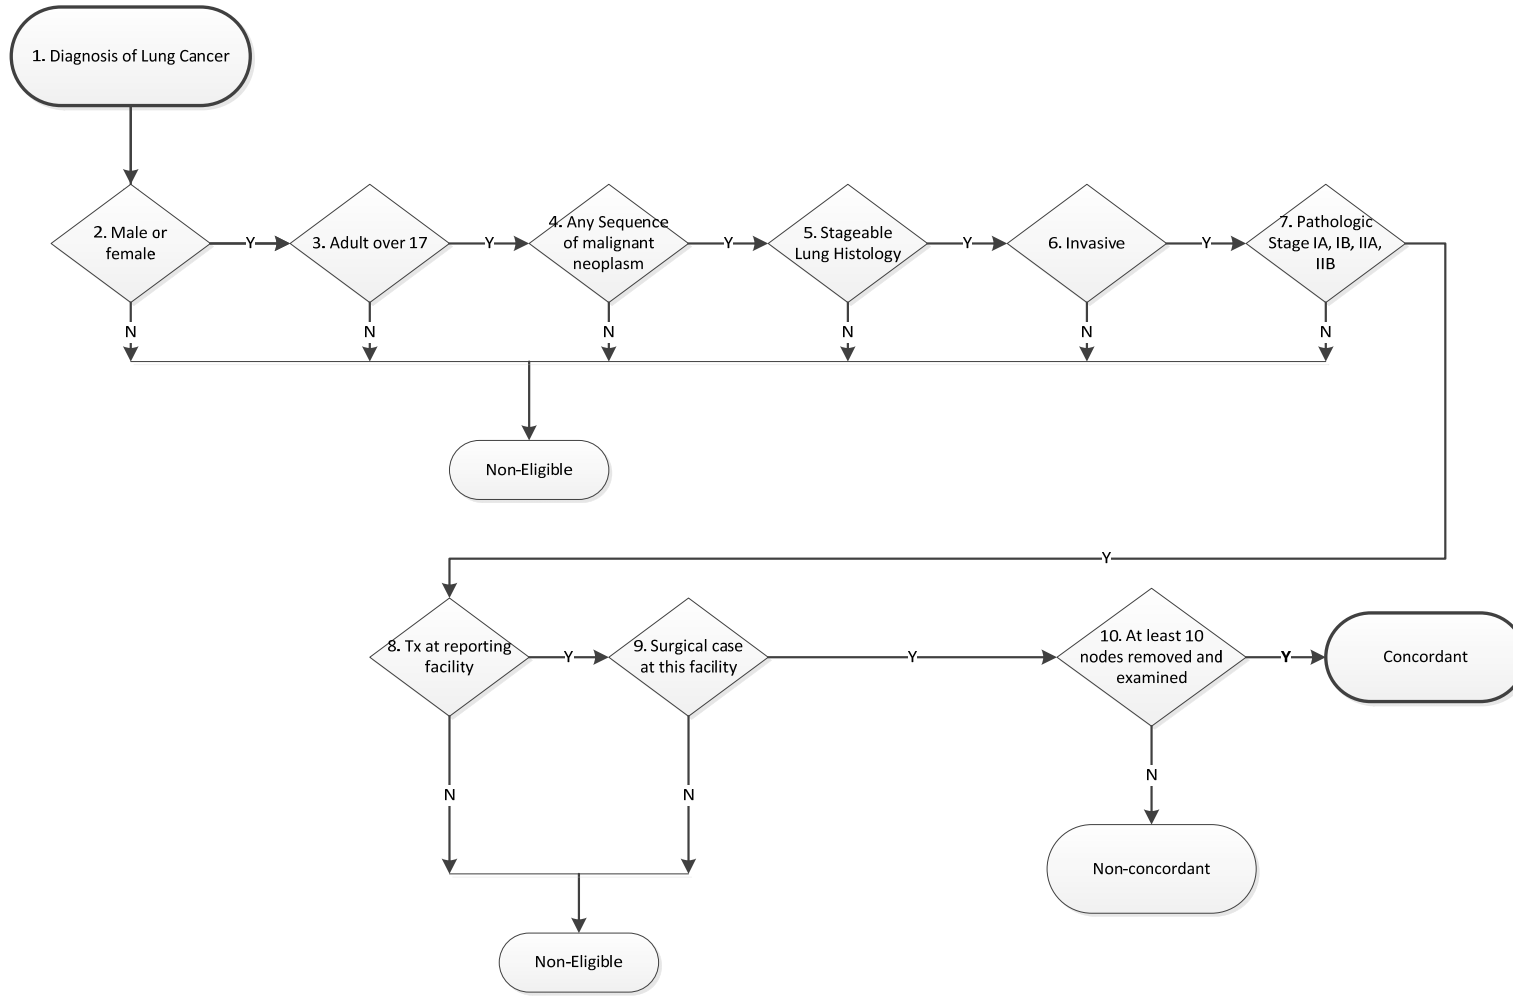 1. Diagnosis of Lung Cancer
2. Male or
female
Y
3. Adult over 17
Y
4. Any Sequence
of malignant
neoplasm
Y
5. Stageable
Lung Histology
Y
6. Invasive
Y
7. Pathologic
Stage IA, IB, IIA,
IIB
N
N
N
N
N
N
Non-Eligible
Y
8. Tx at reporting
facility
Y
9. Surgical case
at this facility
Y
10. At least 10
nodes removed and
examined
Y
Concordant
N
N
N
Non-concordant
Non-Eligible